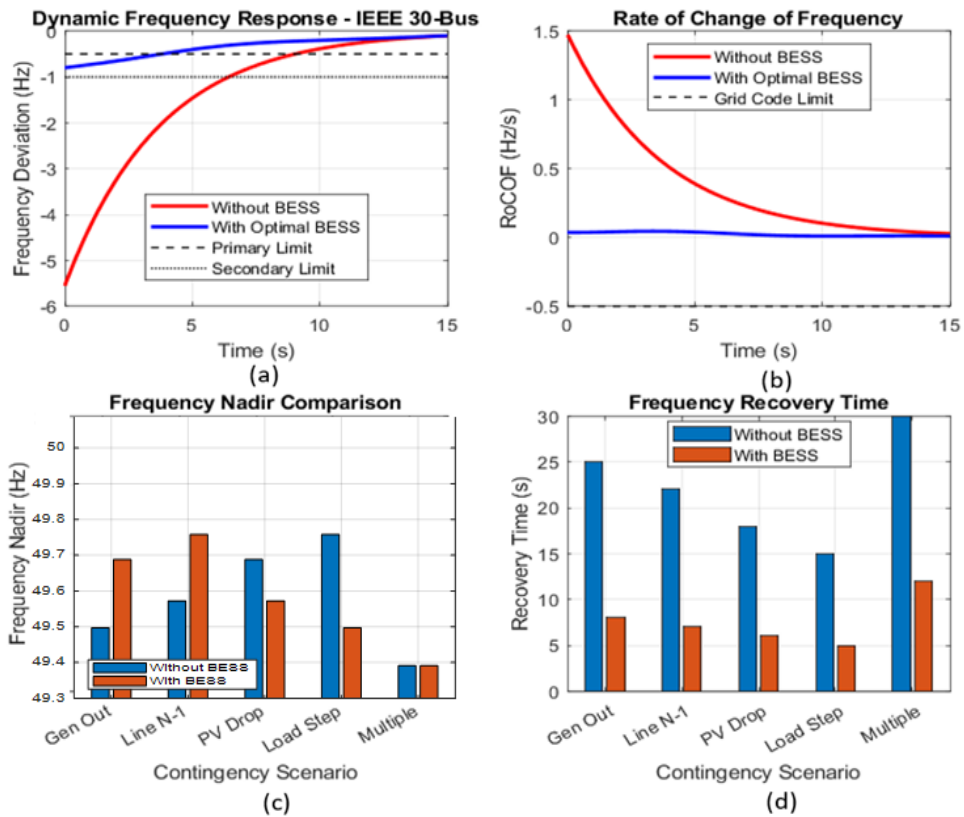 Dynamic Frequency Response - IEEE 30-Bus
Frequency Deviation (Hz)
0
-1
-2
-3
-4
-5
-6
Without BESS
With Optimal BESS
Primary Limit
Secondary Limit
0
5
10
15
Time (s)
(a)
Rate of Change of Frequency
RoCOF (Hz/s)
1.5
1
0.5
0
-0.5
Without BESS
With Optimal BESS
Grid Code Limit
0
5
10
15
Time (s)
(b)
Frequency Nadir Comparison
Frequency Nadir (Hz)
50
49.9
49.8
49.7
49.6
49.5
49.4
49.3
Without BESS
With BESS
Gen Out
Line N-1
PV Drop
Load Step
Multiple
Contingency Scenario
(c)
Frequency Recovery Time
Recovery Time (s)
30
25
20
15
10
5
0
Without BESS
With BESS
Gen Out
Line N-1
PV Drop
Load Step
Multiple
Contingency Scenario
(d)